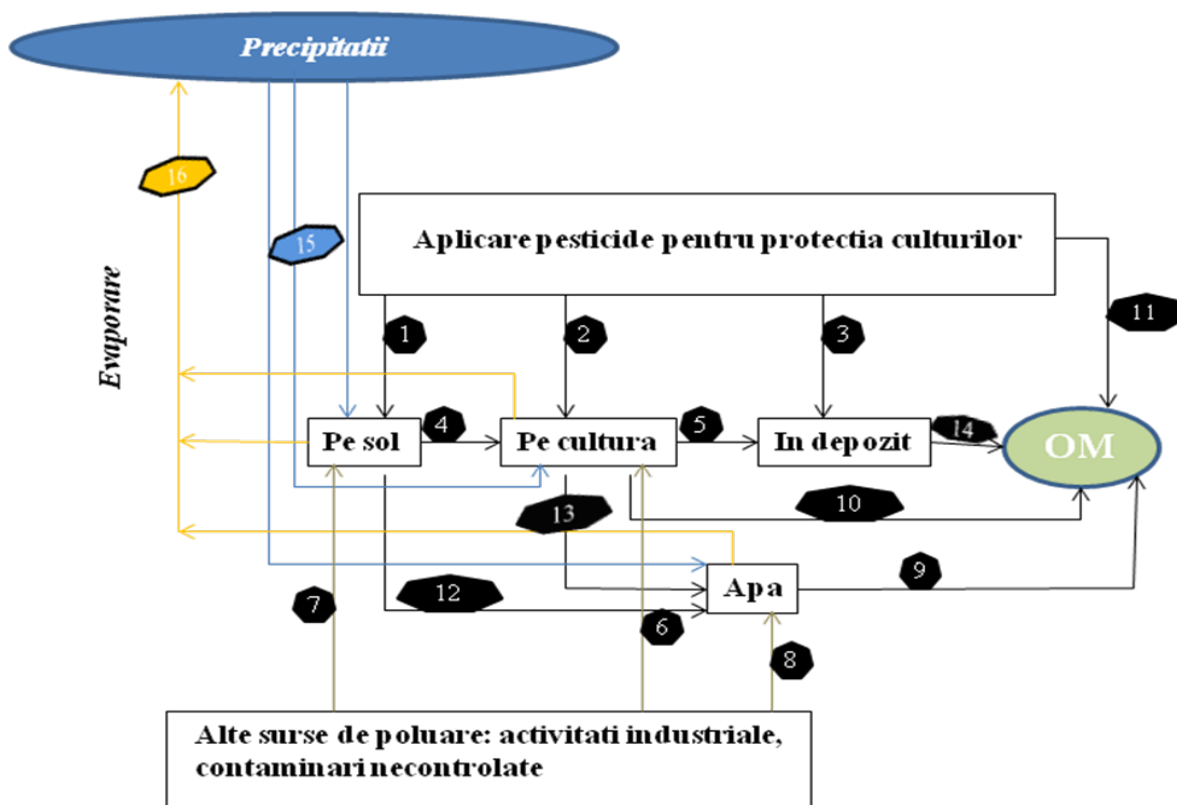 Precipitatii
16
15
Aplicare pesticide pentru protectia culturilor
Evaporare
11
1
2
3
4
5
14
Pe sol
Pe cultura
In depozit
OM
13
10
12
Apa
9
7
6
8
Alte surse de poluare: activitati industriale,
contaminari necontrolate